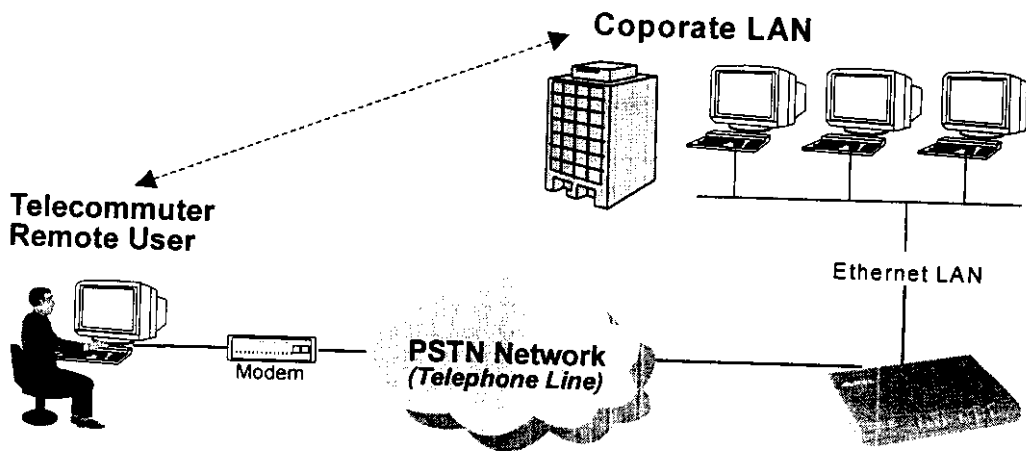 Coporate LAN
Telecommuter
Remote User
Ethernet LAN
PSTN Network
(Telephone Line)
Modem